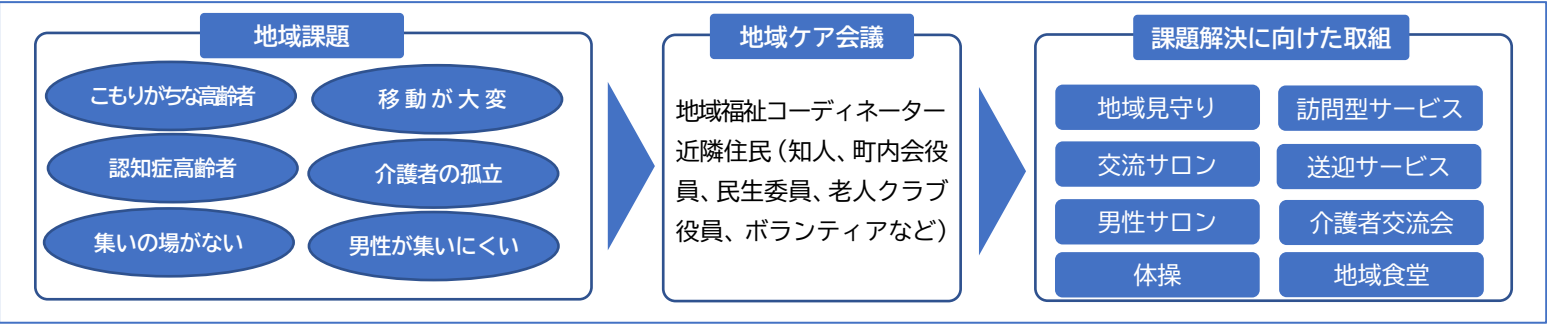 地域課題
こもりがちな高齢者
移動が大変
認知症高齢者
介護者の孤立
集いの場がない
男性が集いにくい
地域ケア会議
地域福祉コーディネーター
近隣住民（知人、町内会役
員、民生委員、老人クラブ
役員、ボランティアなど）
課題解決に向けた取組
地域見守り
訪問型サービス
交流サロン
送迎サービス
男性サロン
介護者交流会
体操
地域食堂